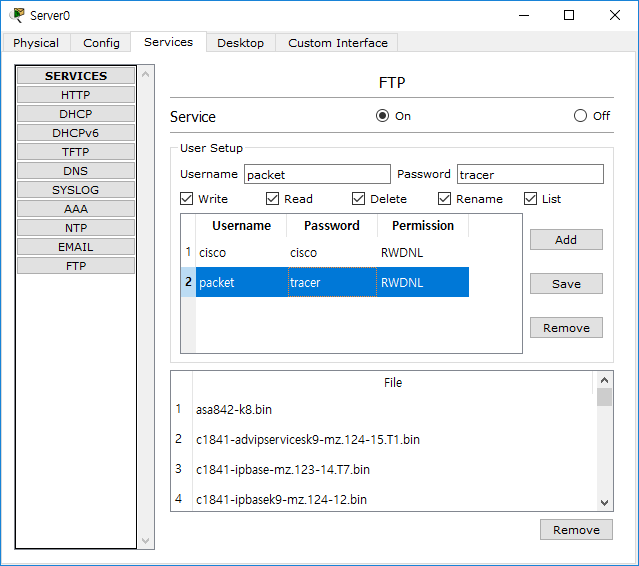 Server0
Physical Config Services Desktop Custom Interface
SERVICES
HTTP
DHCP
DHCPv6
TFTP
DNS
SYSLOG
AAA
NTP
EMAIL
FTP
FTP
Service On Off
User Setup
Username packet Password tracer
Write Read Delete Rename List
Username Password Permission
1 cisco cisco RWDNL
2 packet tracer RWDNL
Add
Save
Remove
File
1 asa842-k8.bin
2 c1841-advipservicesk9-mz.124-15.T1.bin
3 c1841-ipbase-mz.123-14.T7.bin
4 c1841-ipbasek9-mz.124-12.bin
Remove